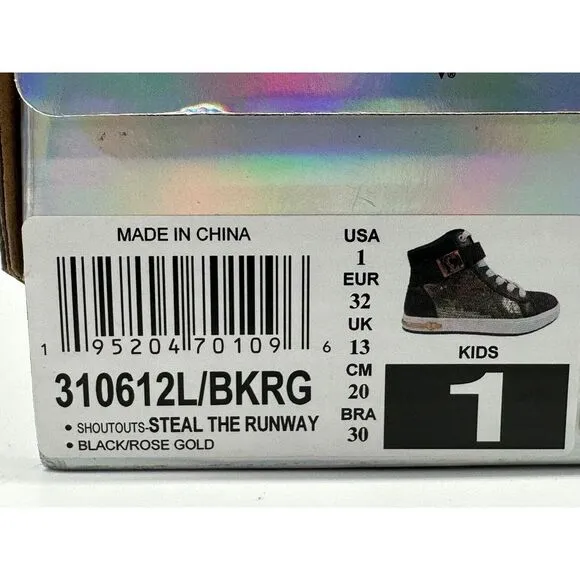 MADE IN CHINA
1 95204 70109 6
310612L/BKRG
• SHOUTOUTS-STEAL THE RUNWAY
• BLACK/ROSE GOLD
USA
1
EUR
32
UK
13
CM
20
BRA
30
KIDS
1